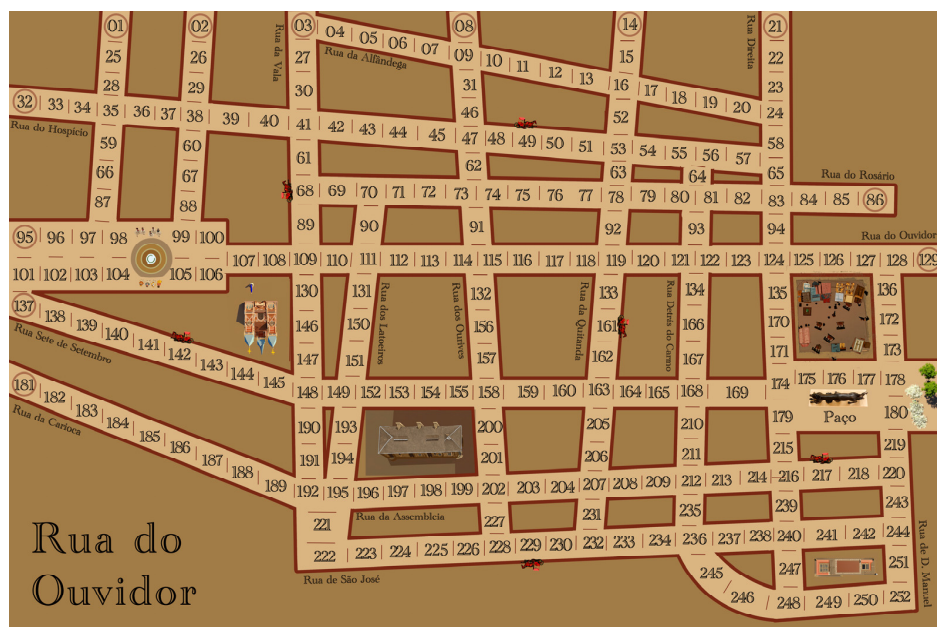 01 02 03 04 05 06 07 08 14 21
Rua da Vala
Rua da Alfândega
Rua Direita
25 26 27 09 10 11 12 13 15 22
28 29 30 31 16 17 18 19 20 23 24
32 33 34 35 36 37 38 39 40 41 42 43 44 45 46 47 48 49 50 51 52 53 54 55 56 57 58
Rua do Hospício
59 60 61 62 63 64 65
Rua do Rosário
66 67 68 69 70 71 72 73 74 75 76 77 78 79 80 81 82 83 84 85 86
87 88 89 90 91 92 93 94
Rua do Ouvidor
95 96 97 98 99 100
101 102 103 104 105 106 107 108 109 110 111 112 113 114 115 116 117 118 119 120 121 122 123 124 125 126 127 128 129
130 131 132 133 134 135 136
137 138 139 140 141 142 143 144 145
Rua Sete de Setembro
Rua dos Latoeiros
Rua dos Ourives
Rua da Quitanda
Rua Detrás do Carmo
146 150 156 161 166 170 172
147 151 157 162 167 171 173
148 149 152 153 154 155 158 159 160 163 164 165 168 169 174 175 176 177 178
Paço
179 180
181 182 183 184 185 186 187 188 189
Rua da Carioca
190 193 200 205 210 215 219
191 194 201 206 211
192 195 196 197 198 199 202 203 204 207 208 209 212 213 214 216 217 218 220
Rua da Assembleia
221 227 231 235 239 243
222 223 224 225 226 228 229 230 232 233 234 236 237 238 240 241 242 244
Rua de São José
Rua de D. Manuel
245 246 247 248 249 250 251 252
Rua do
Ouvidor